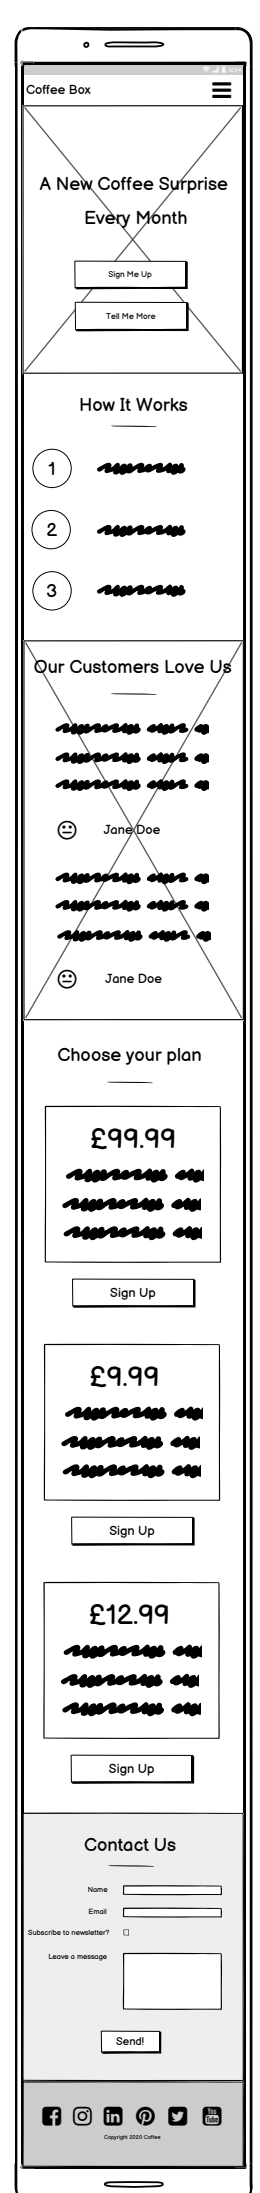 Coffee Box
A New Coffee Surprise
Every Month
Sign Me Up
Tell Me More
How It Works
1
2
3
Our Customers Love Us
Jane Doe
Jane Doe
Choose your plan
£99.99
Sign Up
£9.99
Sign Up
£12.99
Sign Up
Contact Us
Name
Email
Subscribe to newsletter?
Leave a message
Send!
You
Tube
Copyright 2020 Coffee